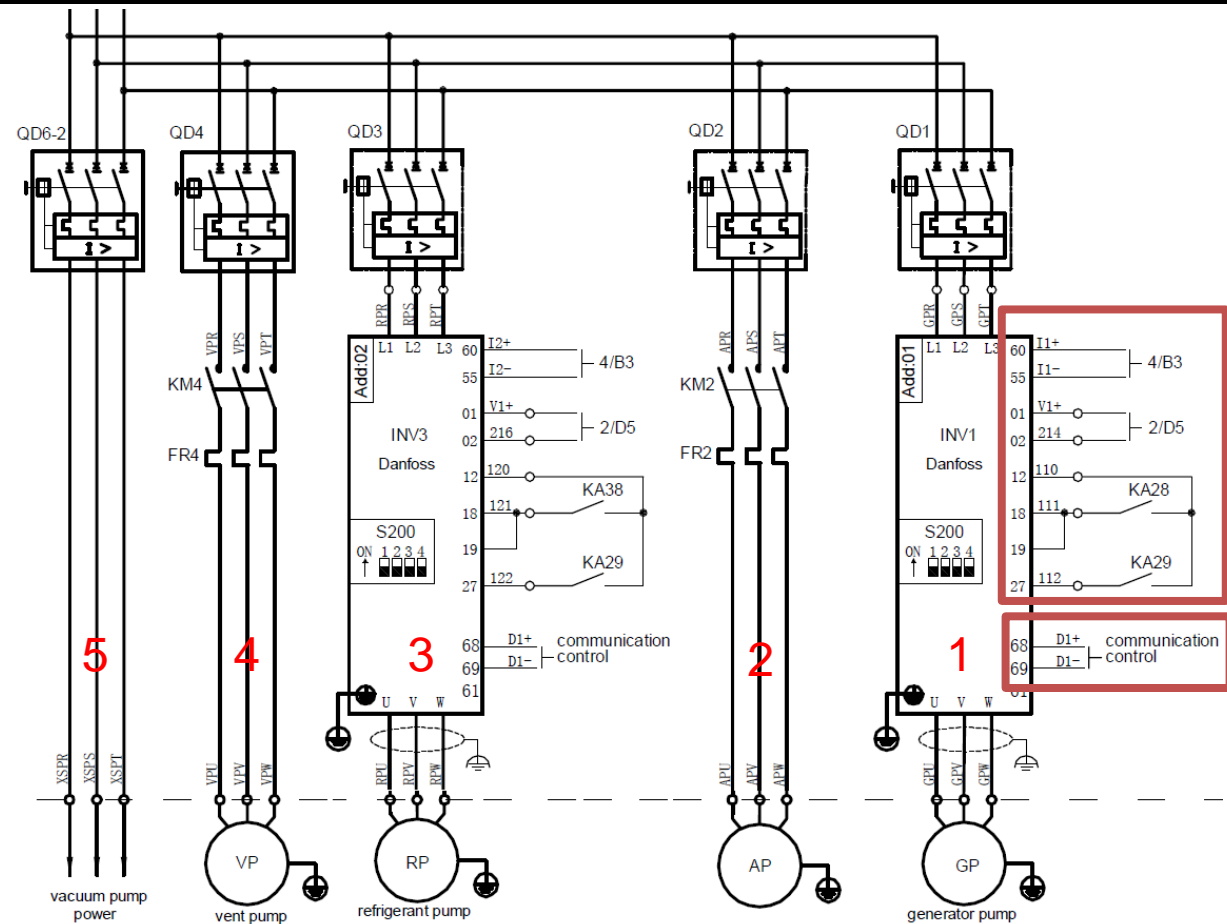 QD6-2 QD4 QD3 QD2 QD1
I > I > I > I > I >
RPR RPS RPT GPR GPS GPT
VPR VPS VPT APR APS APT
Add:02 L1 L2 L3 60 I2+
55 I2-
4/B3
KM4
01 V1+
02 216
2/D5
INV3
Danfoss
FR4
12 120
KA38
18 121
S200
ON 1 2 3 4
19
KA29
27 122
68 D1+
69 D1-
communication
control
61
U V W
KM2
FR2
Add:01 L1 L2 L3 60 I1+
55 I1-
4/B3
01 V1+
02 214
2/D5
INV1
Danfoss
12 110
KA28
18 111
S200
ON 1 2 3 4
19
KA29
27 112
68 D1+
69 D1-
communication
control
61
U V W
5 4 3 2 1
XSPR XSPS XSPT VPU VPV VPW RPU RPV RPW APU APV APW GPU GPV GPW
VP RP AP GP
vacuum pump
power
vent pump
refrigerant pump
generator pump